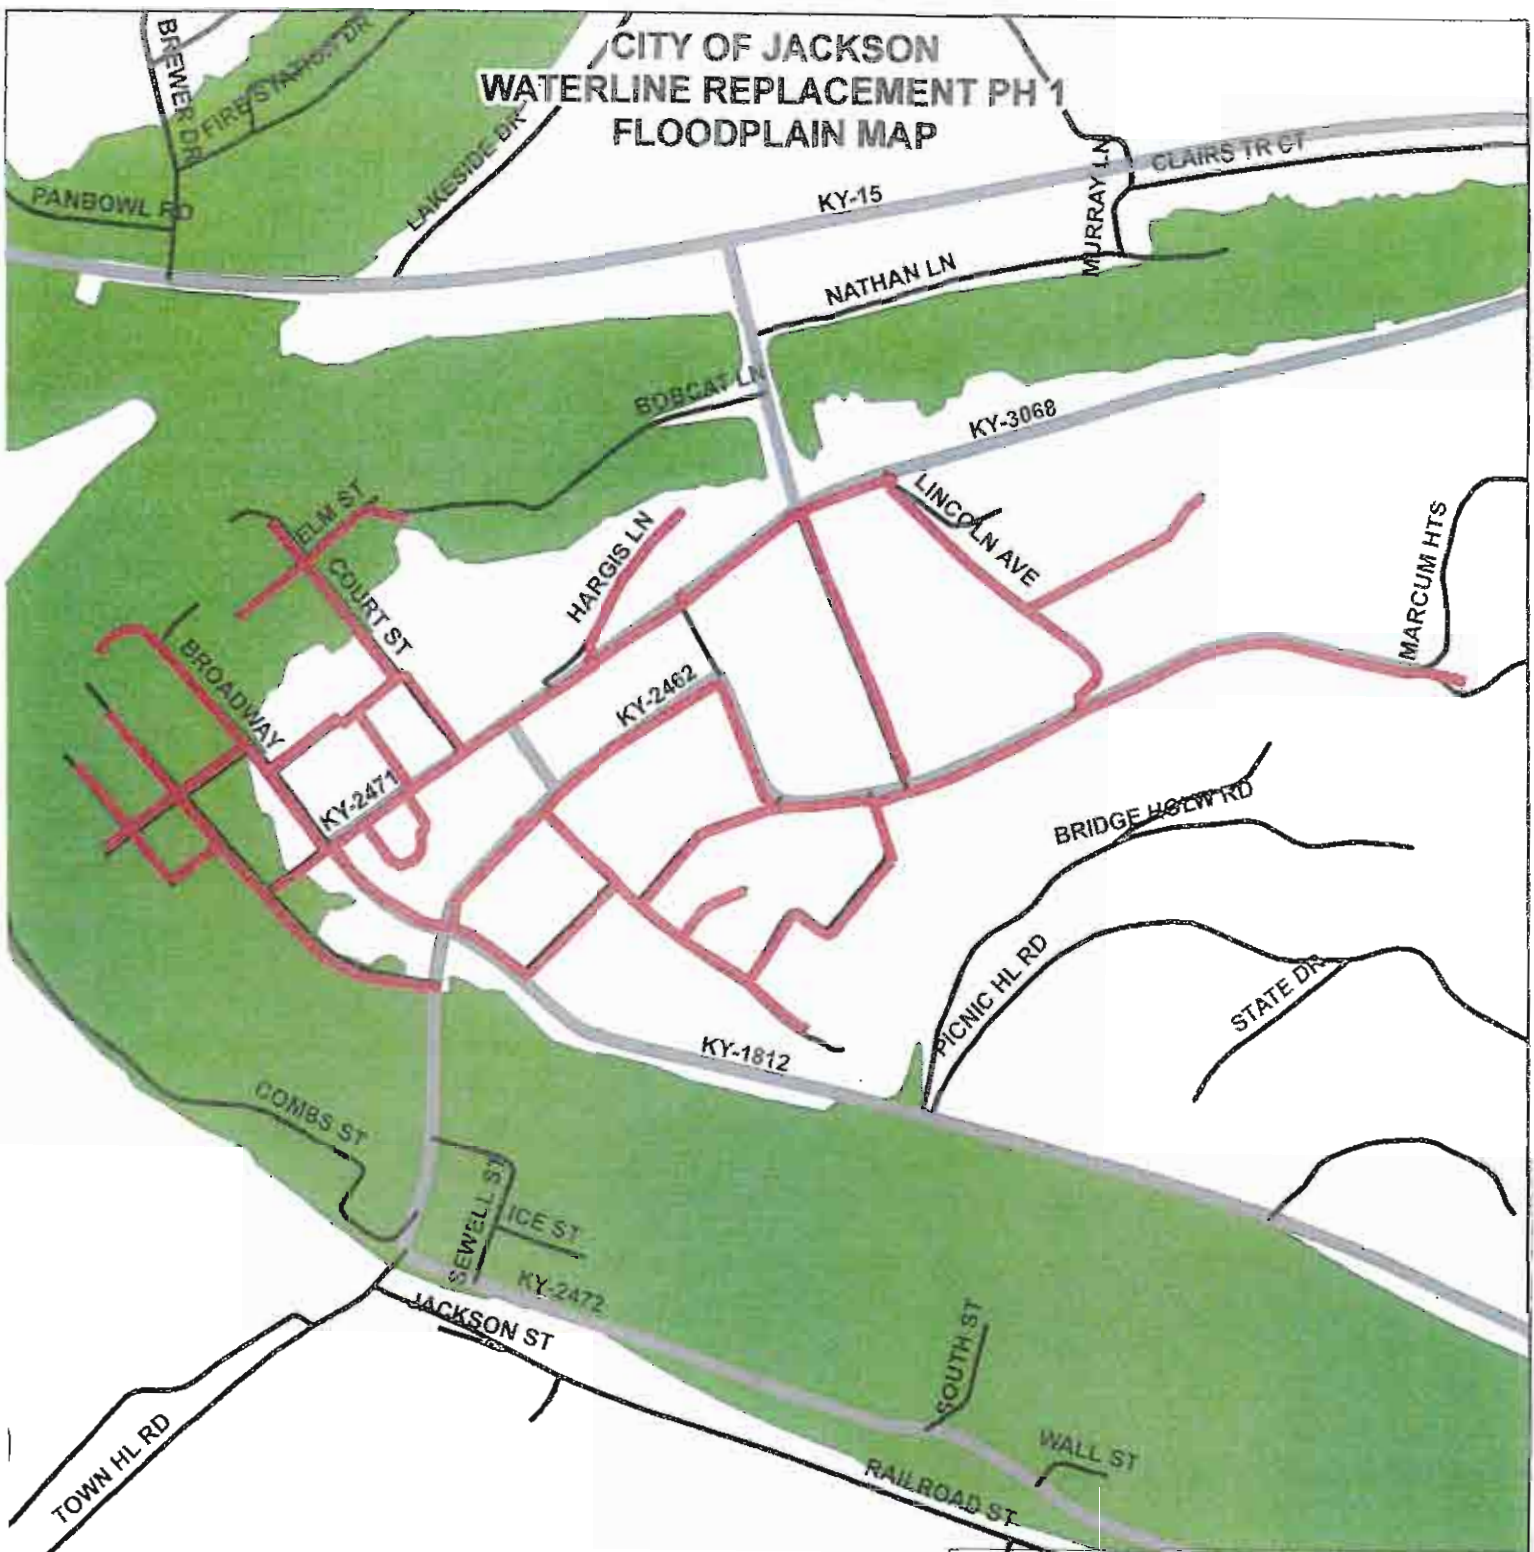 CITY OF JACKSON
WATERLINE REPLACEMENT PH 1
FLOODPLAIN MAP
BREWER DR
FIRE STATION DR
LAKESIDE DR
PANBOWL RD
KY-15
MURRAY LN
CLAIRS TR CT
NATHAN LN
BOBCAT LN
KY-3068
ELM ST
COURT ST
HARGIS LN
LINCOLN AVE
MARCUM HTS
BROADWAY
KY-2462
KY-2471
BRIDGE HOLW RD
PICNIC HL RD
STATE DR
KY-1812
COMBS ST
SEWELL ST
ICE ST
KY-2472
JACKSON ST
SOUTH ST
WALL ST
TOWN HL RD
RAILROAD ST